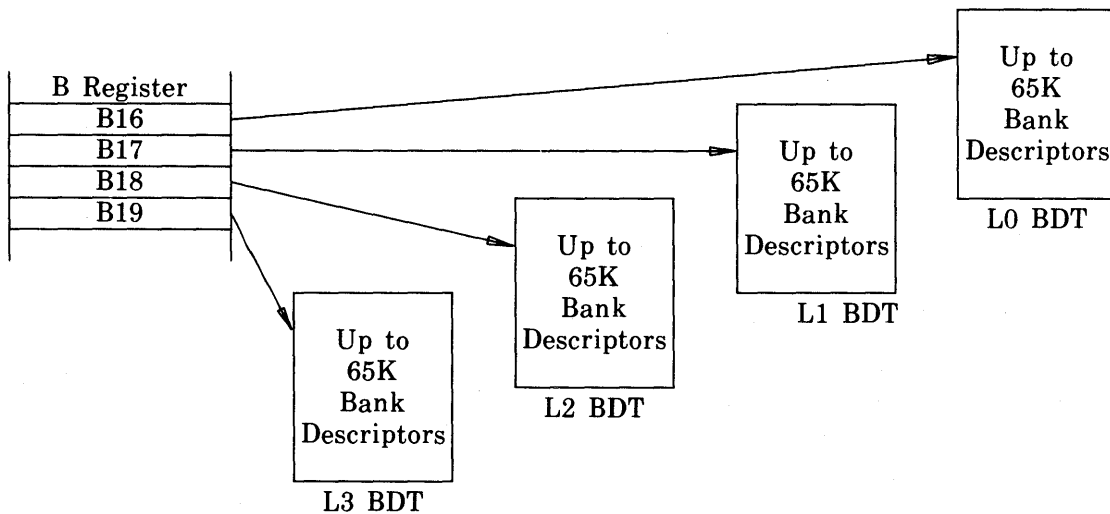 B Register
B16
B17
B18
B19
Up to
65K
Bank
Descriptors
L0 BDT
Up to
65K
Bank
Descriptors
L1 BDT
Up to
65K
Bank
Descriptors
L2 BDT
Up to
65K
Bank
Descriptors
L3 BDT